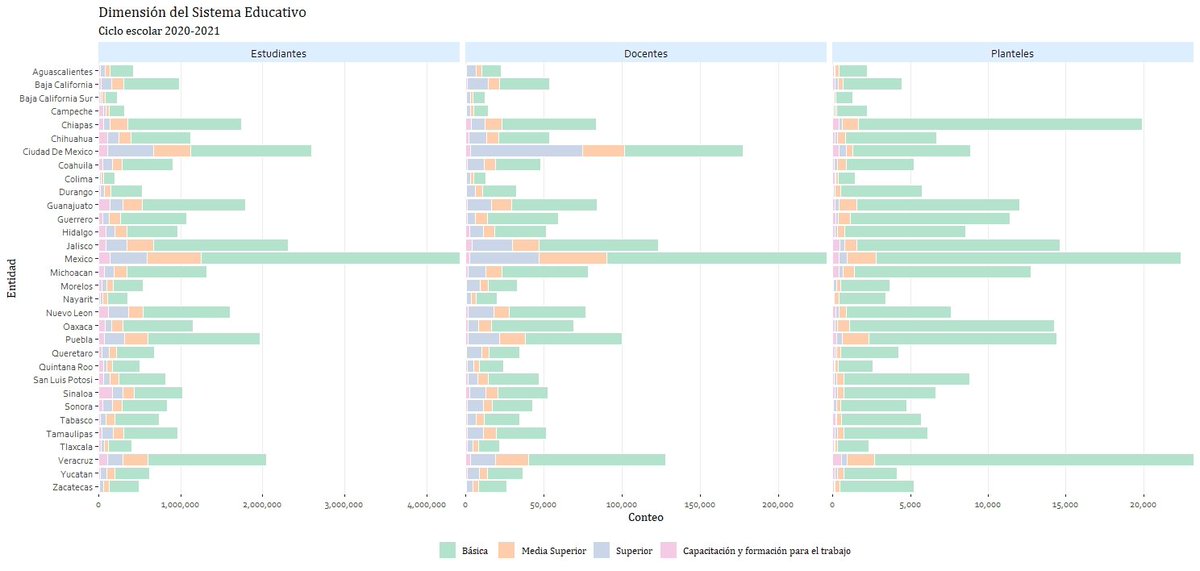 Dimensión del Sistema Educativo
Ciclo escolar 2020-2021
Estudiantes
Docentes
Planteles
Entidad
Aguascalientes
Baja California
Baja California Sur
Campeche
Chiapas
Chihuahua
Ciudad De Mexico
Coahuila
Colima
Durango
Guanajuato
Guerrero
Hidalgo
Jalisco
Mexico
Michoacan
Morelos
Nayarit
Nuevo Leon
Oaxaca
Puebla
Queretaro
Quintana Roo
San Luis Potosi
Sinaloa
Sonora
Tabasco
Tamaulipas
Tlaxcala
Veracruz
Yucatan
Zacatecas
0 1,000,000 2,000,000 3,000,000 4,000,000
0 50,000 100,000 150,000 200,000
0 5,000 10,000 15,000 20,000
Conteo
Básica Media Superior Superior Capacitación y formación para el trabajo